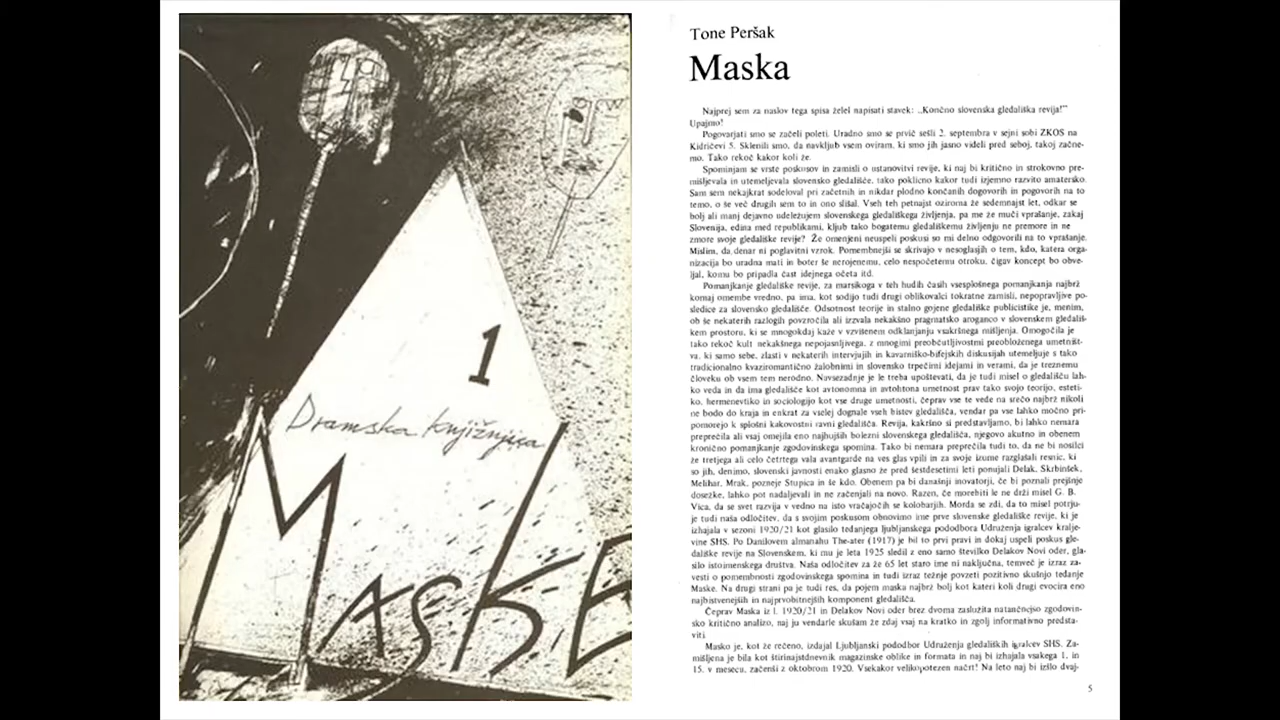 1
Dramska knjižnica
MASKE
Tone Peršak
Maska
Najprej sem za naslov tega spisa želel napisati stavek: „Končno slovenska gledališka revija!”
Upajmo!
Pogovarjati smo se začeli poleti. Uradno smo se prvič sešli 2. septembra v sejni sobi ZKOS na
Kidričevi 5. Sklenili smo, da navkljub vsem oviram, ki smo jih jasno videli pred seboj, takoj začne-
mo. Tako rekoč kakor koli že.
Spominjam se vrste poskusov in zamisli o ustanovitvi revije, ki naj bi kritično in strokovno pre-
mišljevala in utemeljevala slovensko gledališče, tako poklicno kakor tudi izjemno razvito amatersko.
Sam sem nekajkrat sodeloval pri začetnih in nikdar plodno končanih dogovorih in pogovorih na to
temo, o še več drugih sem to in ono slišal. Vseh teh petnajst oziroma že sedemnajst let, odkar se
bolj ali manj dejavno udeležujem slovenskega gledališkega življenja, pa me že muči vprašanje, zakaj
Slovenija, edina med republikami, kljub tako bogatemu gledališkemu življenju ne premore in ne
zmore svoje gledališke revije? Že omenjeni neuspeli poskusi so mi delno odgovorili na to vprašanje.
Mislim, da denar ni poglavitni vzrok. Pomembnejši se skrivajo v nesoglasjih o tem, kdo, katera orga-
nizacija bo uradna mati in boter še nerojenemu, celo nespočetemu otroku, čigav koncept bo obve-
ljal, komu bo pripadla čast idejnega očeta itd.
Pomanjkanje gledališke revije, za marsikoga v teh hudih časih vsesplošnega pomanjkanja najbrž
komaj omembe vredno, pa ima, kot sodijo tudi drugi oblikovalci tokratne zamisli, nepopravljive po-
sledice za slovensko gledališče. Odsotnost teorije in stalno gojene gledališke publicistike je, menim,
ob še nekaterih razlogih povzročila ali izzvala nekakšno pragmatsko aroganco v slovenskem gledališ-
kem prostoru, ki se mnogokdaj kaže v vzvišenem odklanjanju vsakršnega mišljenja. Omogočila je
tako rekoč kult nekakšnega nepojasnljivega, z mnogimi preobčutljivostmi preobloženega umetništ-
va, ki samo sebe, zlasti v nekaterih intervjujih in kavarniško-bifejskih diskusijah utemeljuje s tako
tradicionalno kvaziromantično žalobnimi in slovensko trpečimi idejami in verami, da je treznemu
človeku ob vsem tem nerodno. Navsezadnje je le treba upoštevati, da je tudi misel o gledališču lah-
ko veda in da ima gledališče kot avtonomna in avtohtona umetnost prav tako svojo teorijo, esteti-
ko, hermenevtiko in sociologijo kot vse druge umetnosti, čeprav vse te vede na srečo najbrž nikoli
ne bodo do kraja in enkrat za vselej dognale vseh bistev gledališča, vendar pa vse lahko močno pri-
pomorejo k splošni kakovostni ravni gledališča. Revija, kakršno si predstavljamo, bi lahko nemara
preprečila ali vsaj omejila eno najhujših bolezni slovenskega gledališča, njegovo akutno in obenem
kronično pomanjkanje zgodovinskega spomina. Tako bi nemara preprečila tudi to, da ne bi nosilci
že tretjega ali celo četrtega vala avantgarde na ves glas vpili in za svoje izume razglašali resnic, ki
so jih, denimo, slovenski javnosti enako glasno že pred šestdesetimi leti ponujali Delak, Skrbinšek,
Melihar, Mrak, pozneje Stupica in še kdo. Obenem pa bi današnji inovatorji, če bi poznali prejšnje
dosežke, lahko pot nadaljevali in ne začenjali na novo. Razen, če morebiti le ne drži misel G. B.
Vica, da se svet razvija v vedno na isto vračajočih se kolobarjih. Morda se zdi, da to misel potrju-
je tudi naša odločitev, da s svojim poskusom obnovimo ime prve slovenske gledališke revije, ki je
izhajala v sezoni 1920/21 kot glasilo tedanjega ljubljanskega pododbora Udruženja igralcev kralje-
vine SHS. Po Danilovem almanahu The-ater (1917) je bil to prvi pravi in dokaj uspeli poskus gle-
dališke revije na Slovenskem, ki mu je leta 1925 sledil z eno samo številko Delakov Novi oder, gla-
silo istoimenskega društva. Naša odločitev za že 65 let staro ime ni naključna, temveč je izraz za-
vesti o pomembnosti zgodovinskega spomina in tudi izraz težnje povzeti pozitivno skušnjo tedanje
Maske. Na drugi strani pa je tudi res, da pojem maska najbrž bolj kot kateri koli drugi evocira eno
najbistvenejših in najprvobitnejših komponent gledališča.
Čeprav Maska iz l. 1920/21 in Delakov Novi oder brez dvoma zaslužita natančnejšo zgodovin-
sko kritično analizo, naj ju vendarle skušam že zdaj vsaj na kratko in zgolj informativno predsta-
viti
Masko je, kot že rečeno, izdajal Ljubljanski pododbor Udruženja gledaliških igralcev SHS. Za-
mišljena je bila kot štirinajstdnevnik magazinske oblike in formata in naj bi izhajala vsakega 1. in
15. v mesecu, začenši z oktobrom 1920. Vsekakor velikopotezen načrt! Na leto naj bi izšlo dvaj-
5